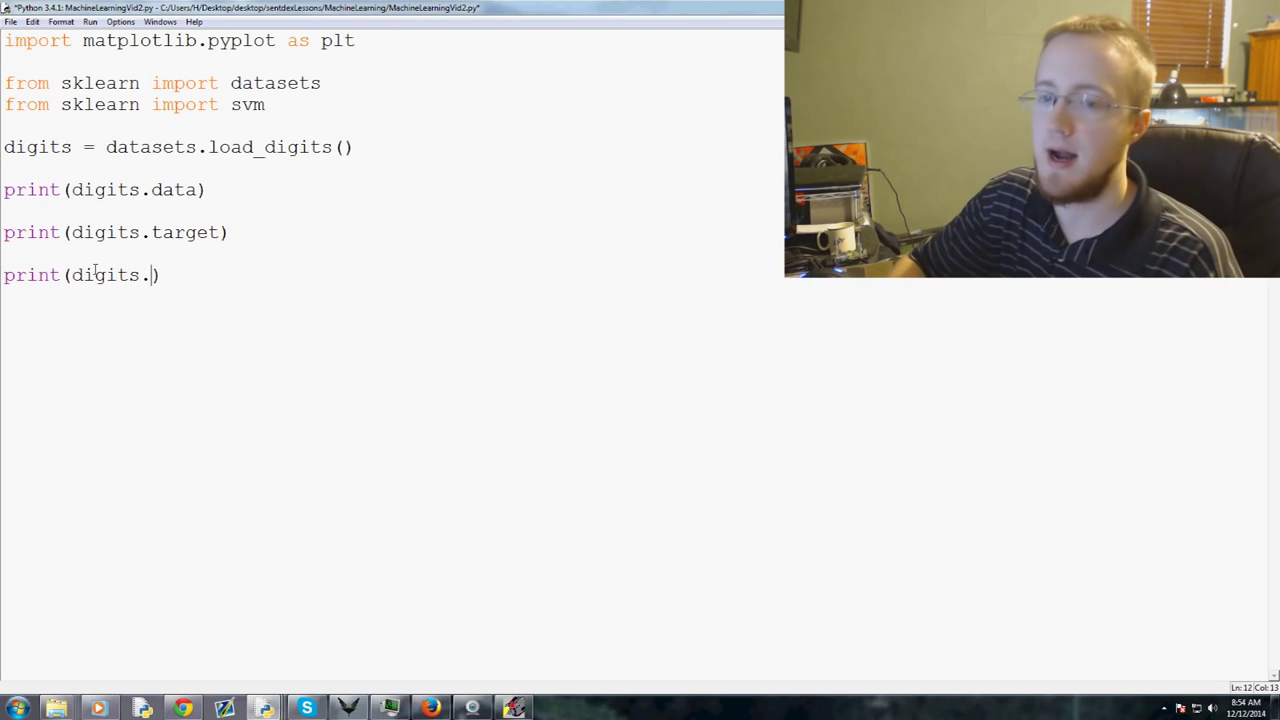 *Python 3.4.1: MachineLearningVid2.py - C:/Users/H/Desktop/desktop/sentdexLessons/MachineLearning/MachineLearningVid2.py*
File Edit Format Run Options Windows Help
import matplotlib.pyplot as plt
from sklearn import datasets
from sklearn import svm
digits = datasets.load_digits()
print(digits.data)
print(digits.target)
print(digits.)
Ln: 12 Col: 13
8:54 AM
12/12/2014